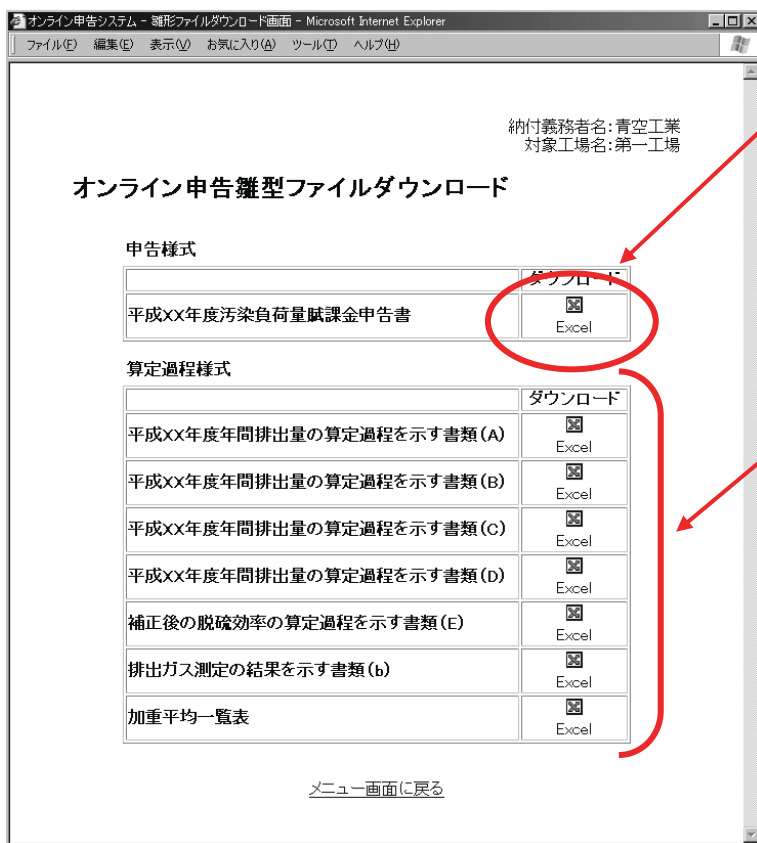 オンライン申告システム - 雛形ファイルダウンロード画面 - Microsoft Internet Explorer
ファイル(F) 編集(E) 表示(V) お気に入り(A) ツール(T) ヘルプ(H)
納付義務者名:青空工業
対象工場名:第一工場
オンライン申告雛型ファイルダウンロード
申告様式
ダウンロード
平成XX年度汚染負荷量賦課金申告書
Excel
算定過程様式
ダウンロード
平成XX年度年間排出量の算定過程を示す書類(A)
Excel
平成XX年度年間排出量の算定過程を示す書類(B)
Excel
平成XX年度年間排出量の算定過程を示す書類(C)
Excel
平成XX年度年間排出量の算定過程を示す書類(D)
Excel
補正後の脱硫効率の算定過程を示す書類(E)
Excel
排出ガス測定の結果を示す書類(b)
Excel
加重平均一覧表
Excel
メニュー画面に戻る